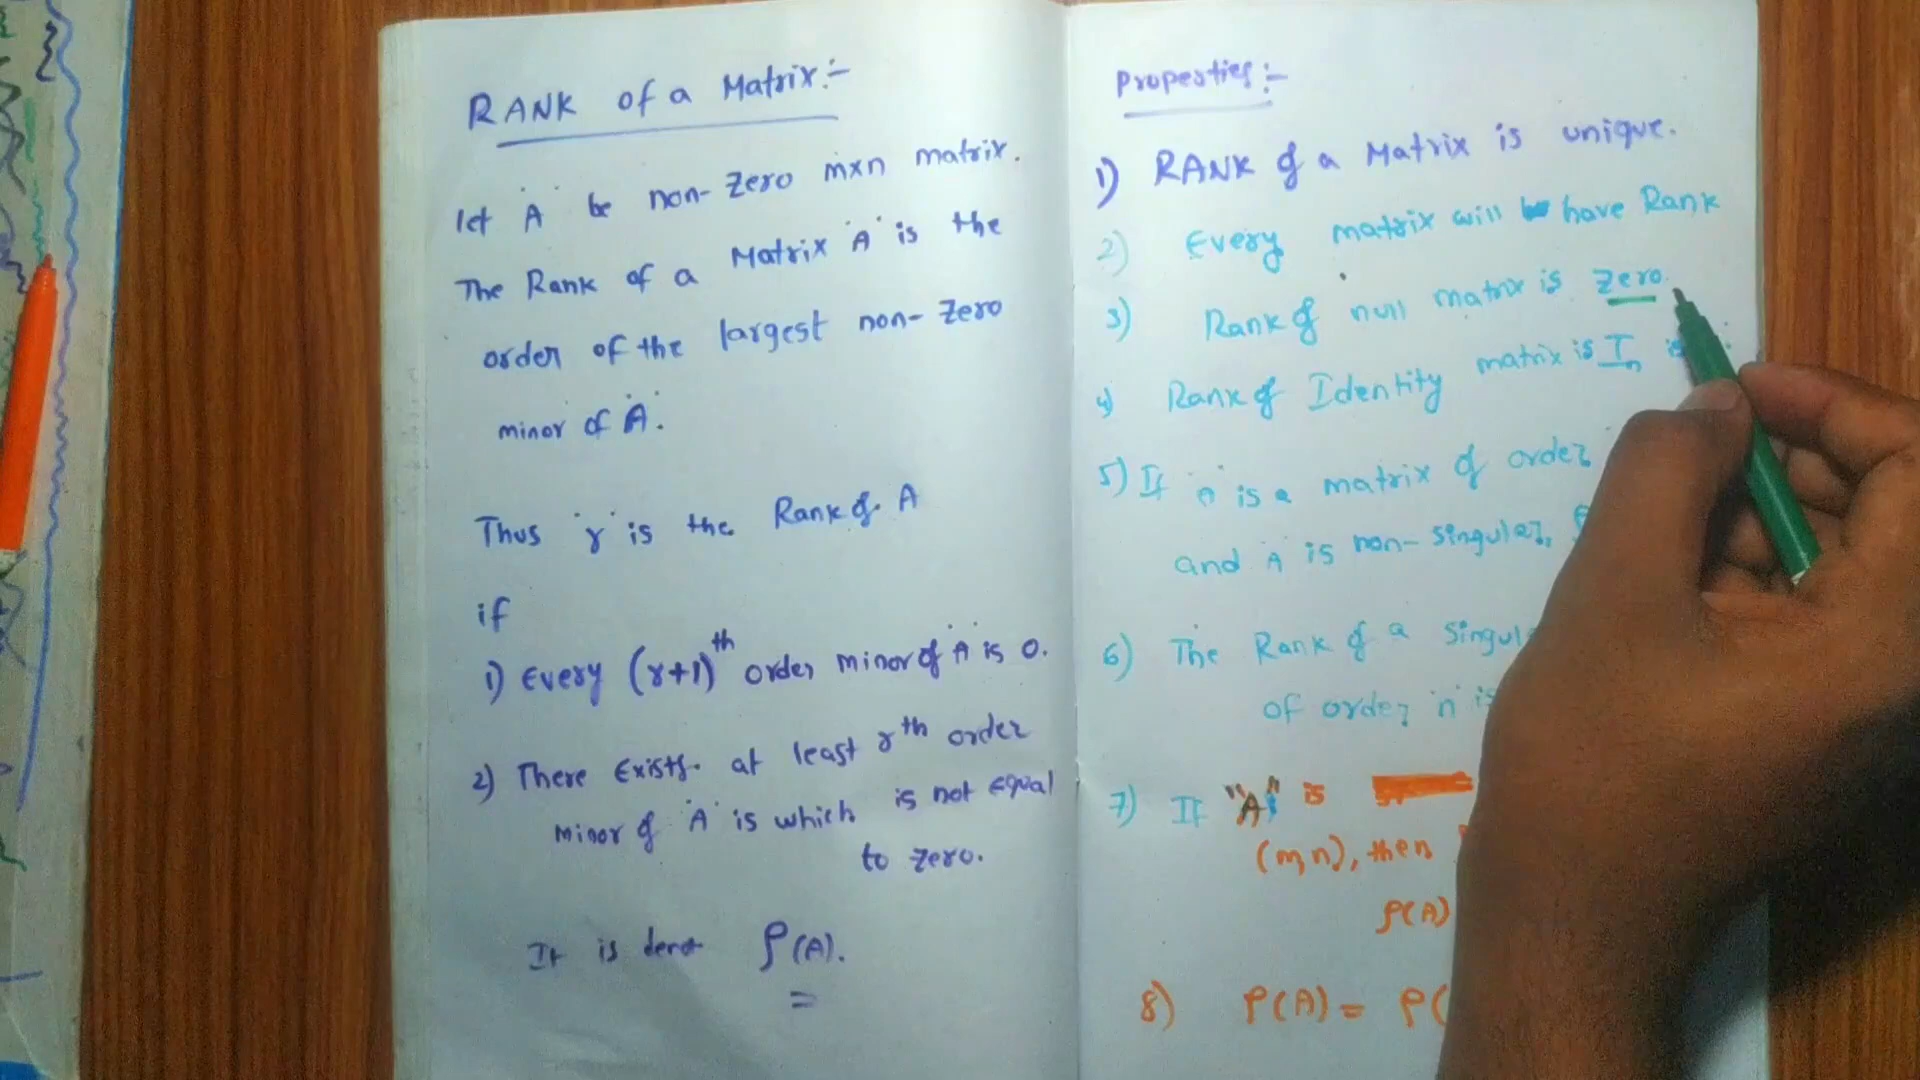 RANK of a Matrix:-
let 'A' be non-zero mxn matrix.
The Rank of a Matrix 'A' is the
order of the largest non-zero
minor of 'A'.
Thus 'r' is the Rank of A
if
1) Every (r+1)th order minor of 'A' is 0.
2) There Exists. at least rth order
minor of 'A' is which is not Equal
to zero.
It is denot ρ(A).
Properties:-
1) RANK of a Matrix is unique.
2) Every matrix will have Rank
3) Rank of null matrix is zero.
4) Rank of Identity matrix is In is
5) If A is a matrix of order
and A is non-singular,
6) The Rank of a Singul
of order 'n' is
7) If "A" is
(m,n), then
ρ(A)
8) ρ(A) = ρ(